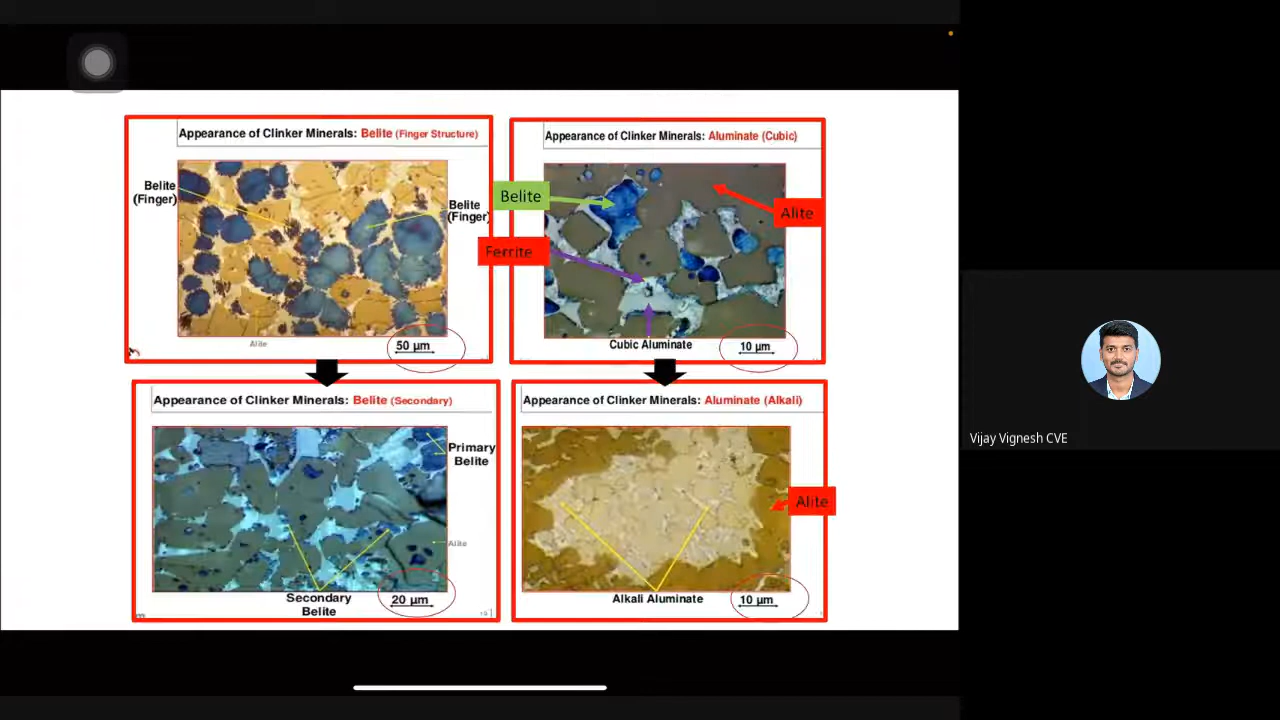 Appearance of Clinker Minerals: Belite (Finger Structure)
Belite
(Finger)
Belite
(Finger)
Alite
50 µm
Appearance of Clinker Minerals: Aluminate (Cubic)
Belite
Alite
Ferrite
Cubic Aluminate
10 µm
Appearance of Clinker Minerals: Belite (Secondary)
Primary
Belite
Alite
Secondary
Belite
20 µm
Appearance of Clinker Minerals: Aluminate (Alkali)
Alite
Alkali Aluminate
10 µm
Vijay Vignesh CVE